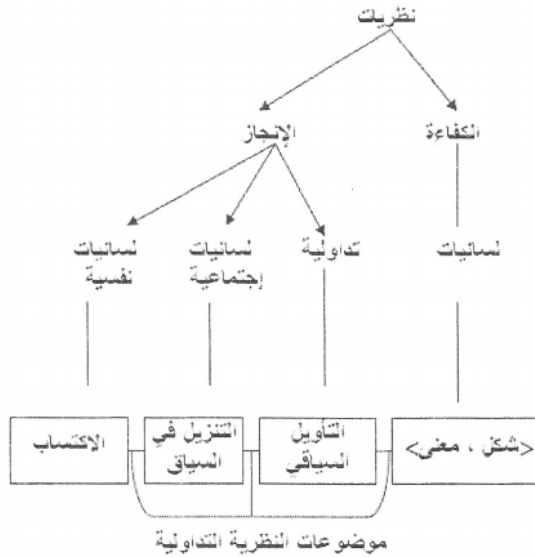 نظريات
الكفاءة
الإنجاز
لسانيات
تداولية
لسانيات
إجتماعية
لسانيات
نفسية
<شكل ، معنى>
التأويل
السياقي
التنزيل في
السياق
الاكتساب
موضوعات النظرية التداولية